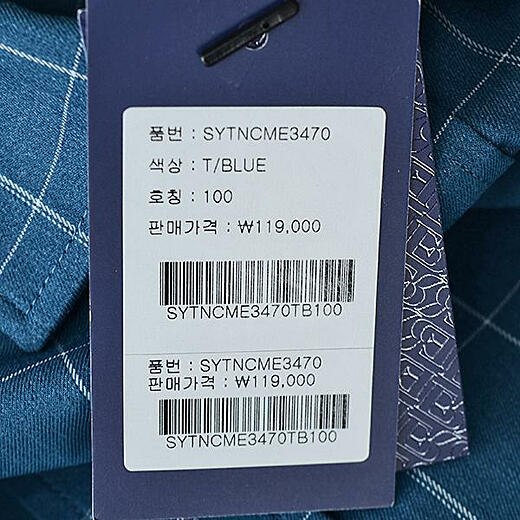 품번 : SYTNCME3470
색상 : T/BLUE
호칭 : 100
판매가격 : ₩119,000
SYTNCME3470TB100
품번 : SYTNCME3470
판매가격 : ₩119,000
SYTNCME3470TB100